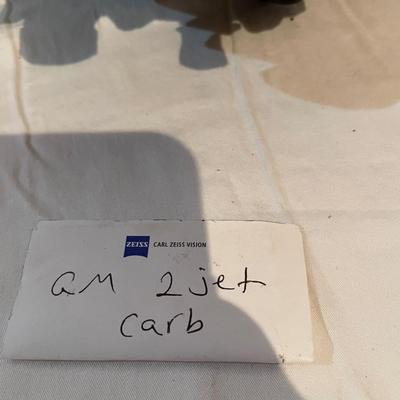 ZEISS CARL ZEISS VISION
GM 2 jet
carb